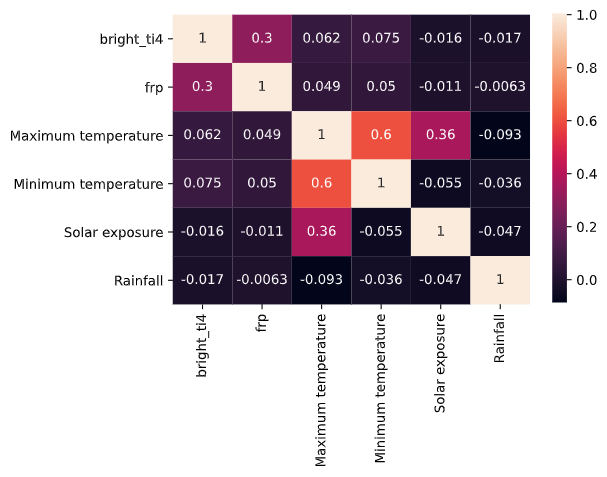 bright_ti4 1 0.3 0.062 0.075 -0.016 -0.017
frp 0.3 1 0.049 0.05 -0.011 -0.0063
Maximum temperature 0.062 0.049 1 0.6 0.36 -0.093
Minimum temperature 0.075 0.05 0.6 1 -0.055 -0.036
Solar exposure -0.016 -0.011 0.36 -0.055 1 -0.047
Rainfall -0.017 -0.0063 -0.093 -0.036 -0.047 1
bright_ti4
frp
Maximum temperature
Minimum temperature
Solar exposure
Rainfall
1.0
0.8
0.6
0.4
0.2
0.0